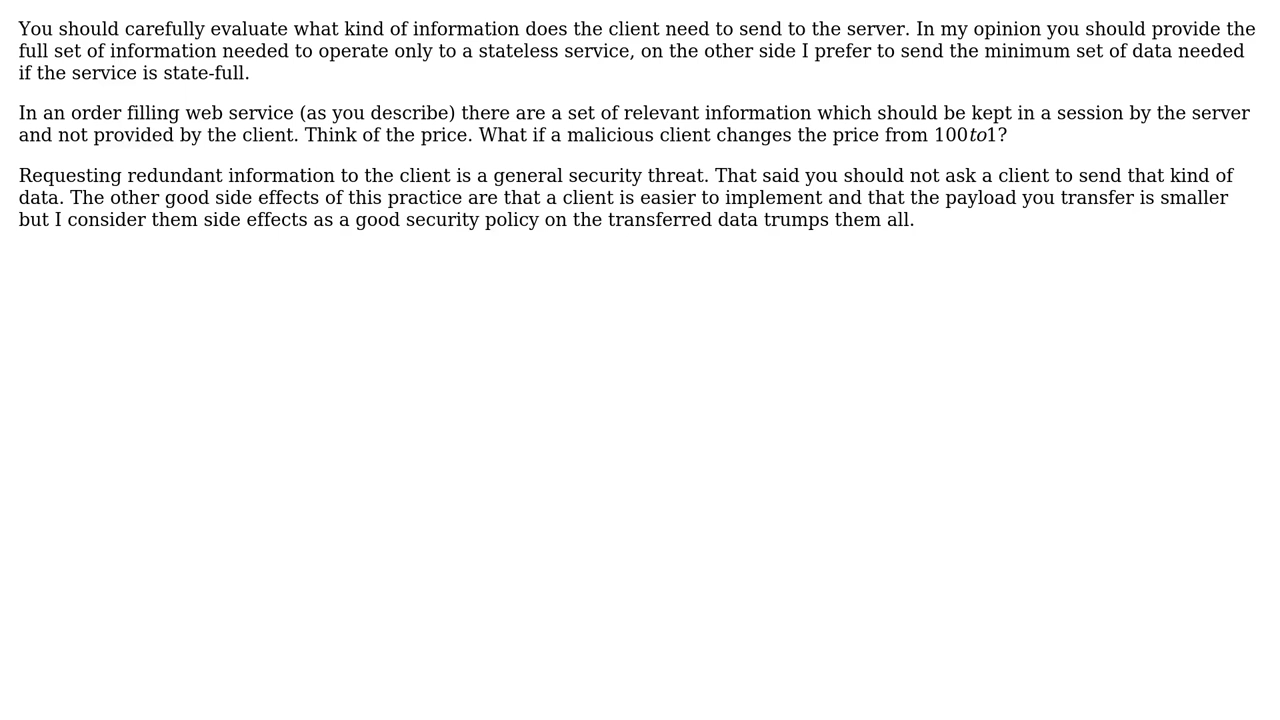 You should carefully evaluate what kind of information does the client need to send to the server. In my opinion you should provide the
full set of information needed to operate only to a stateless service, on the other side I prefer to send the minimum set of data needed
if the service is state-full.
In an order filling web service (as you describe) there are a set of relevant information which should be kept in a session by the server
and not provided by the client. Think of the price. What if a malicious client changes the price from 100to1?
Requesting redundant information to the client is a general security threat. That said you should not ask a client to send that kind of
data. The other good side effects of this practice are that a client is easier to implement and that the payload you transfer is smaller
but I consider them side effects as a good security policy on the transferred data trumps them all.